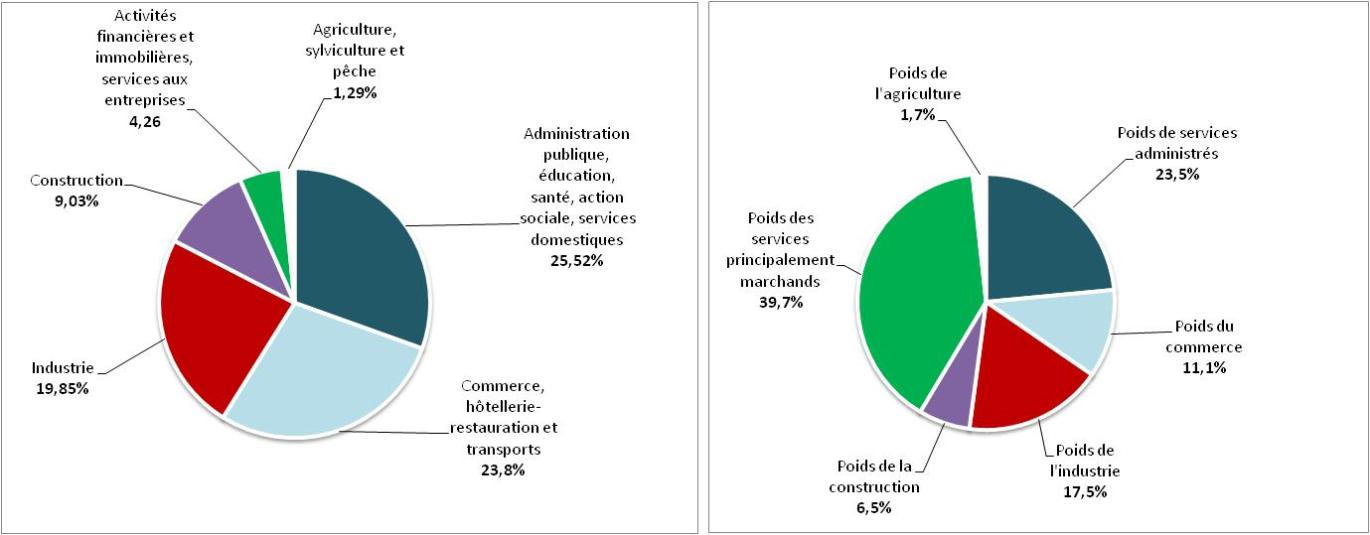 Activités
financières et
immobilières,
services aux
entreprises
4,26
Agriculture,
sylviculture et
pêche
1,29%
Administration
publique,
éducation,
santé, action
sociale, services
domestiques
25,52%
Construction
9,03%
Industrie
19,85%
Commerce,
hôtellerie-
restauration et
transports
23,8%
Poids de
l'agriculture
1,7%
Poids de services
administrés
23,5%
Poids des
services
principalement
marchands
39,7%
Poids du
commerce
11,1%
Poids de la
construction
6,5%
Poids de
l'industrie
17,5%